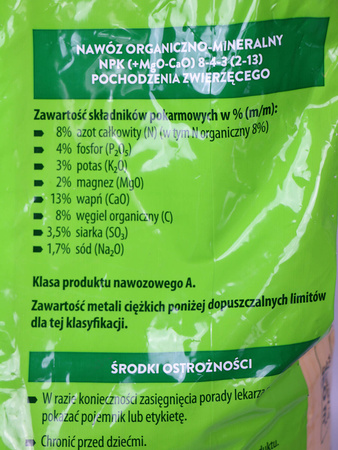 NAWÓZ ORGANICZNO-MINERALNY
NPK (+MgO-CaO) 8-4-3 (2-13)
POCHODZENIA ZWIERZĘCEGO
Zawartość składników pokarmowych w % (m/m):
8% azot całkowity (N) (w tym N organiczny 8%)
4% fosfor (P₂O₅)
3% potas (K₂O)
2% magnez (MgO)
13% wapń (CaO)
8% węgiel organiczny (C)
3,5% siarka (SO₃)
1,7% sód (Na₂O)
Klasa produktu nawozowego A.
Zawartość metali ciężkich poniżej dopuszczalnych limitów
dla tej klasyfikacji.
ŚRODKI OSTROŻNOŚCI
W razie konieczności zasięgnięcia porady lekarza
pokazać pojemnik lub etykietę.
Chronić przed dziećmi.